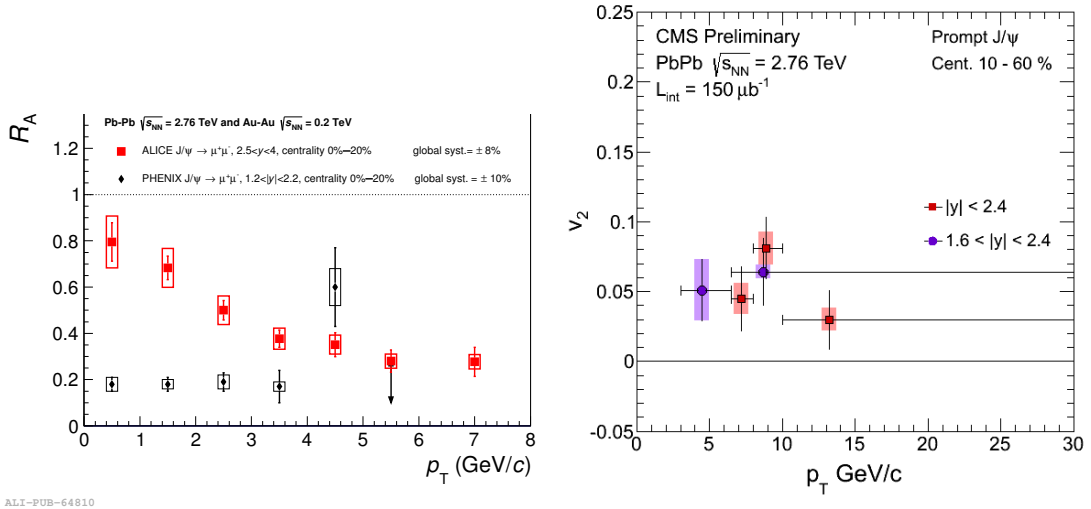 R_A
Pb-Pb √s_NN = 2.76 TeV and Au-Au √s_NN = 0.2 TeV
ALICE J/ψ → μ⁺μ⁻, 2.5<y<4, centrality 0%–20% global syst.= ± 8%
PHENIX J/ψ → μ⁺μ⁻, 1.2<|y|<2.2, centrality 0%–20% global syst. = ± 10%
1.2
1
0.8
0.6
0.4
0.2
0
0 1 2 3 4 5 6 7 8
p_T (GeV/c)
ALI-PUB-64810
v_2
0.25
0.2
0.15
0.1
0.05
0
-0.05
CMS Preliminary
PbPb √s_NN = 2.76 TeV
L_int = 150 μb⁻¹
Prompt J/ψ
Cent. 10 - 60 %
|y| < 2.4
1.6 < |y| < 2.4
0 5 10 15 20 25 30
p_T GeV/c